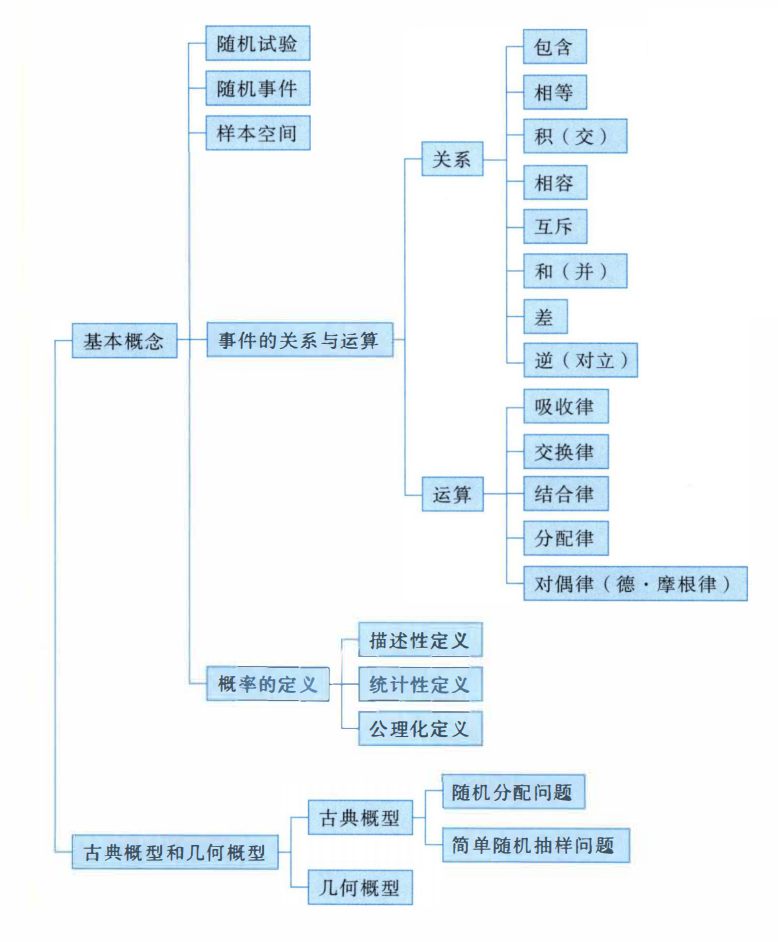 基本概念
随机试验
随机事件
样本空间
事件的关系与运算
关系
包含
相等
积（交）
相容
互斥
和（并）
差
逆（对立）
运算
吸收律
交换律
结合律
分配律
对偶律（德·摩根律）
概率的定义
描述性定义
统计性定义
公理化定义
古典概型和几何概型
古典概型
随机分配问题
简单随机抽样问题
几何概型